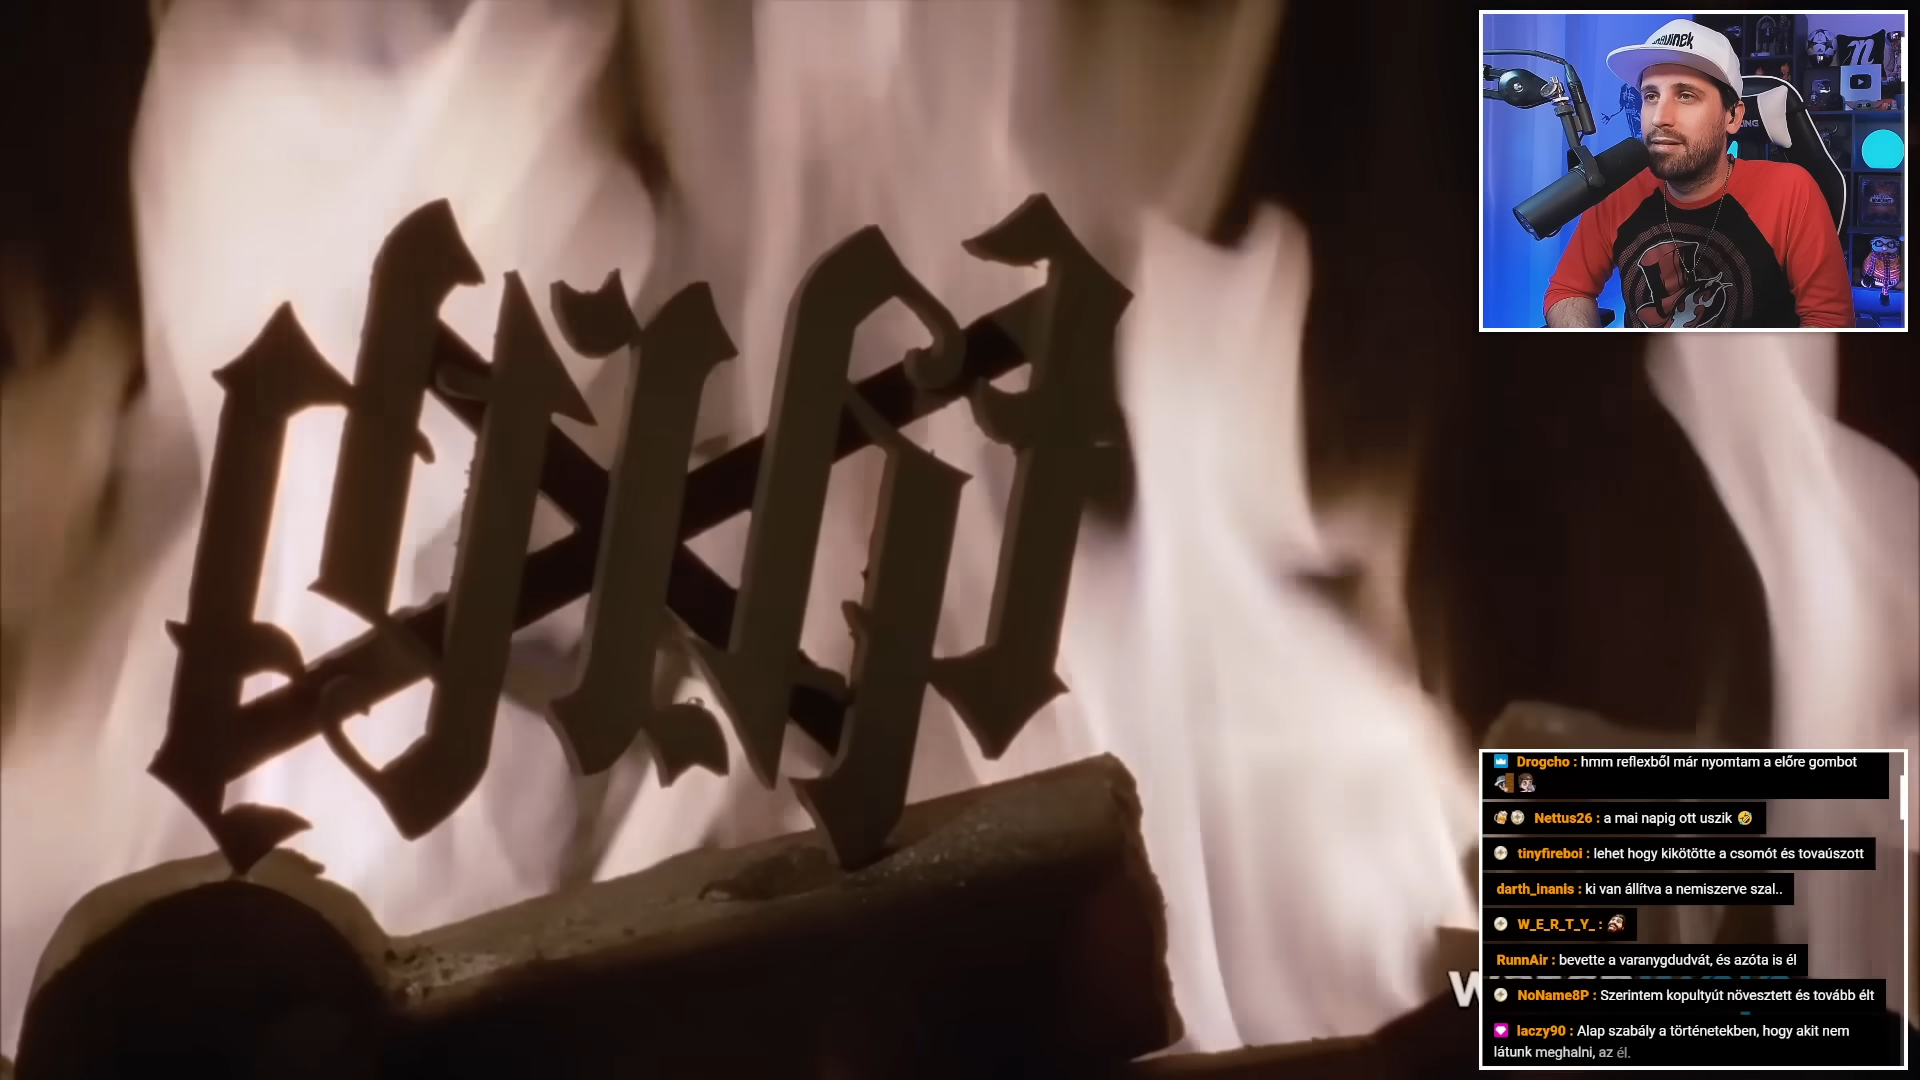 Drogcho : hmm reflexből már nyomtam a előre gombot
Nettus26 : a mai napig ott uszik
tinyfireboi : lehet hogy kikötötte a csomót és tovaúszott
darth_inanis : ki van állítva a nemiszerve szal..
W_E_R_T_Y_ :
RunnAir : bevette a varanygdudvát, és azóta is él
NoName8P : Szerintem kopultyút növesztett és tovább élt
laczy90 : Alap szabály a történetekben, hogy akit nem
látunk meghalni, az él.